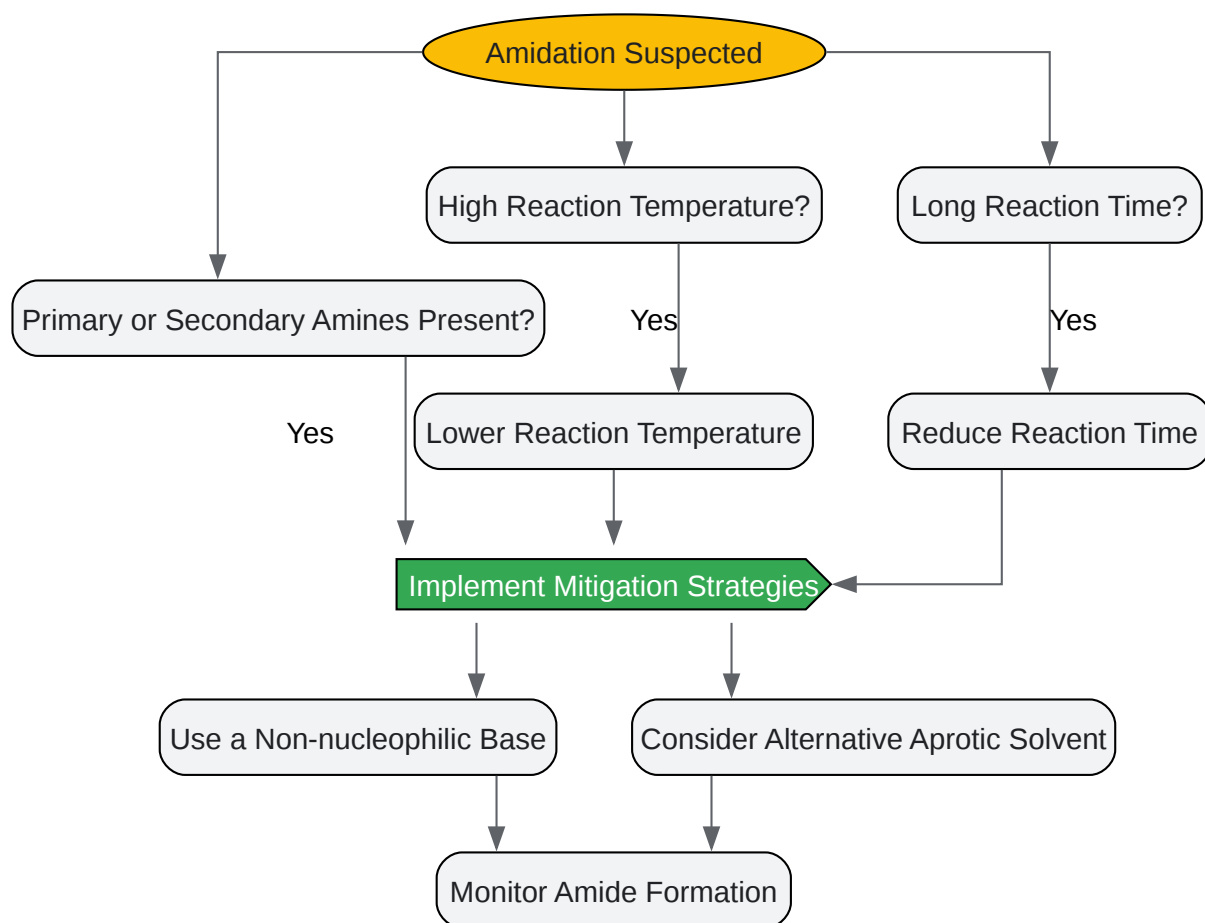 Amidation Suspected
High Reaction Temperature?
Long Reaction Time?
Primary or Secondary Amines Present?
Yes
Yes
Yes
Lower Reaction Temperature
Reduce Reaction Time
Implement Mitigation Strategies
Use a Non-nucleophilic Base
Consider Alternative Aprotic Solvent
Monitor Amide Formation